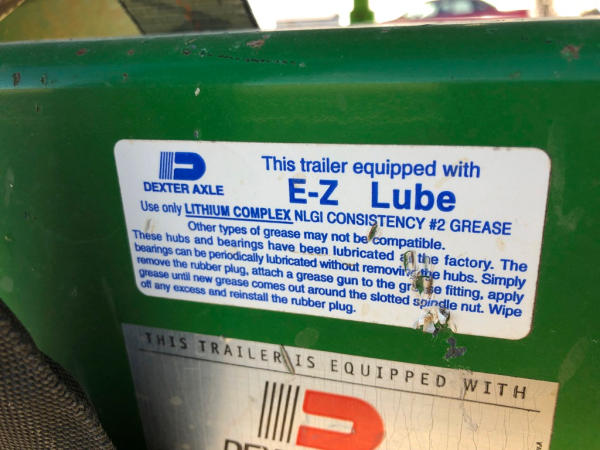 This trailer equipped with
DEXTER AXLE
E-Z Lube
Use only LITHIUM COMPLEX NLGI CONSISTENCY #2 GREASE
Other types of grease may not be compatible.
These hubs and bearings have been lubricated at the factory. The
bearings can be periodically lubricated without removing the hubs. Simply
remove the rubber plug, attach a grease gun to the grease fitting, apply
grease until new grease comes out around the slotted spindle nut. Wipe
off any excess and reinstall the rubber plug.
THIS TRAILER IS EQUIPPED WITH